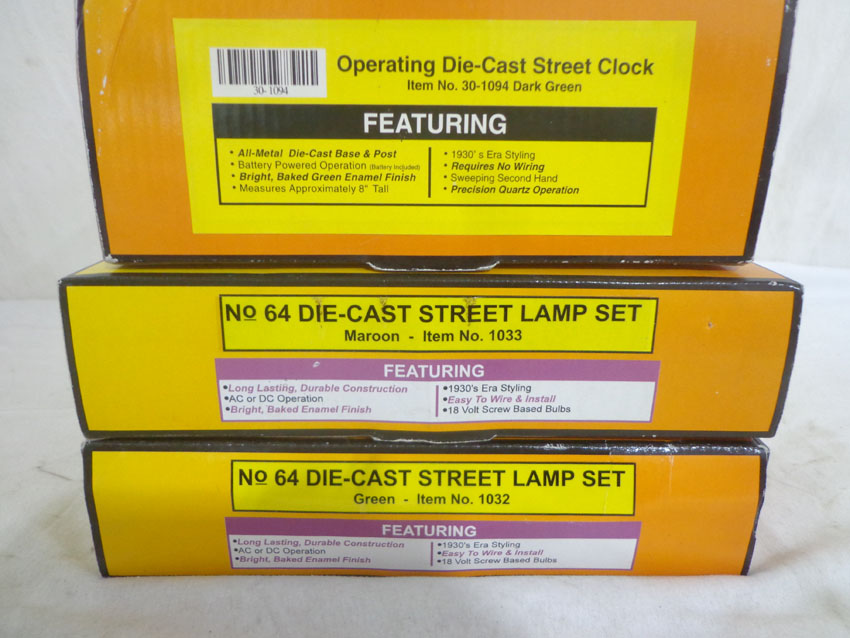 Operating Die-Cast Street Clock
30-1094
Item No. 30-1094 Dark Green
FEATURING
• All-Metal Die-Cast Base & Post
• Battery Powered Operation (Battery Included)
• Bright, Baked Green Enamel Finish
• Measures Approximately 8" Tall
• 1930' s Era Styling
• Requires No Wiring
• Sweeping Second Hand
• Precision Quartz Operation
Nº 64 DIE-CAST STREET LAMP SET
Maroon - Item No. 1033
FEATURING
•Long Lasting, Durable Construction
•AC or DC Operation
•Bright, Baked Enamel Finish
•1930's Era Styling
•Easy To Wire & Install
•18 Volt Screw Based Bulbs
Nº 64 DIE-CAST STREET LAMP SET
Green - Item No. 1032
FEATURING
•Long Lasting, Durable Construction
•AC or DC Operation
•Bright, Baked Enamel Finish
•1930's Era Styling
•Easy To Wire & Install
•18 Volt Screw Based Bulbs